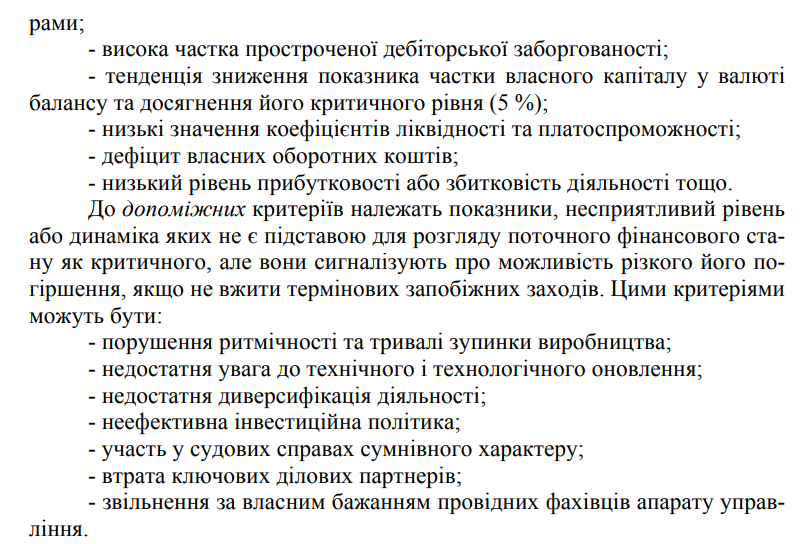 рами;
- висока частка простроченої дебіторської заборгованості;
- тенденція зниження показника частки власного капіталу у валюті
балансу та досягнення його критичного рівня (5 %);
- низькі значення коефіцієнтів ліквідності та платоспроможності;
- дефіцит власних оборотних коштів;
- низький рівень прибутковості або збитковість діяльності тощо.
До допоміжних критеріїв належать показники, несприятливий рівень
або динаміка яких не є підставою для розгляду поточного фінансового ста-
ну як критичного, але вони сигналізують про можливість різкого його по-
гіршення, якщо не вжити термінових запобіжних заходів. Цими критеріями
можуть бути:
- порушення ритмічності та тривалі зупинки виробництва;
- недостатня увага до технічного і технологічного оновлення;
- недостатня диверсифікація діяльності;
- неефективна інвестиційна політика;
- участь у судових справах сумнівного характеру;
- втрата ключових ділових партнерів;
- звільнення за власним бажанням провідних фахівців апарату управ-
ління.